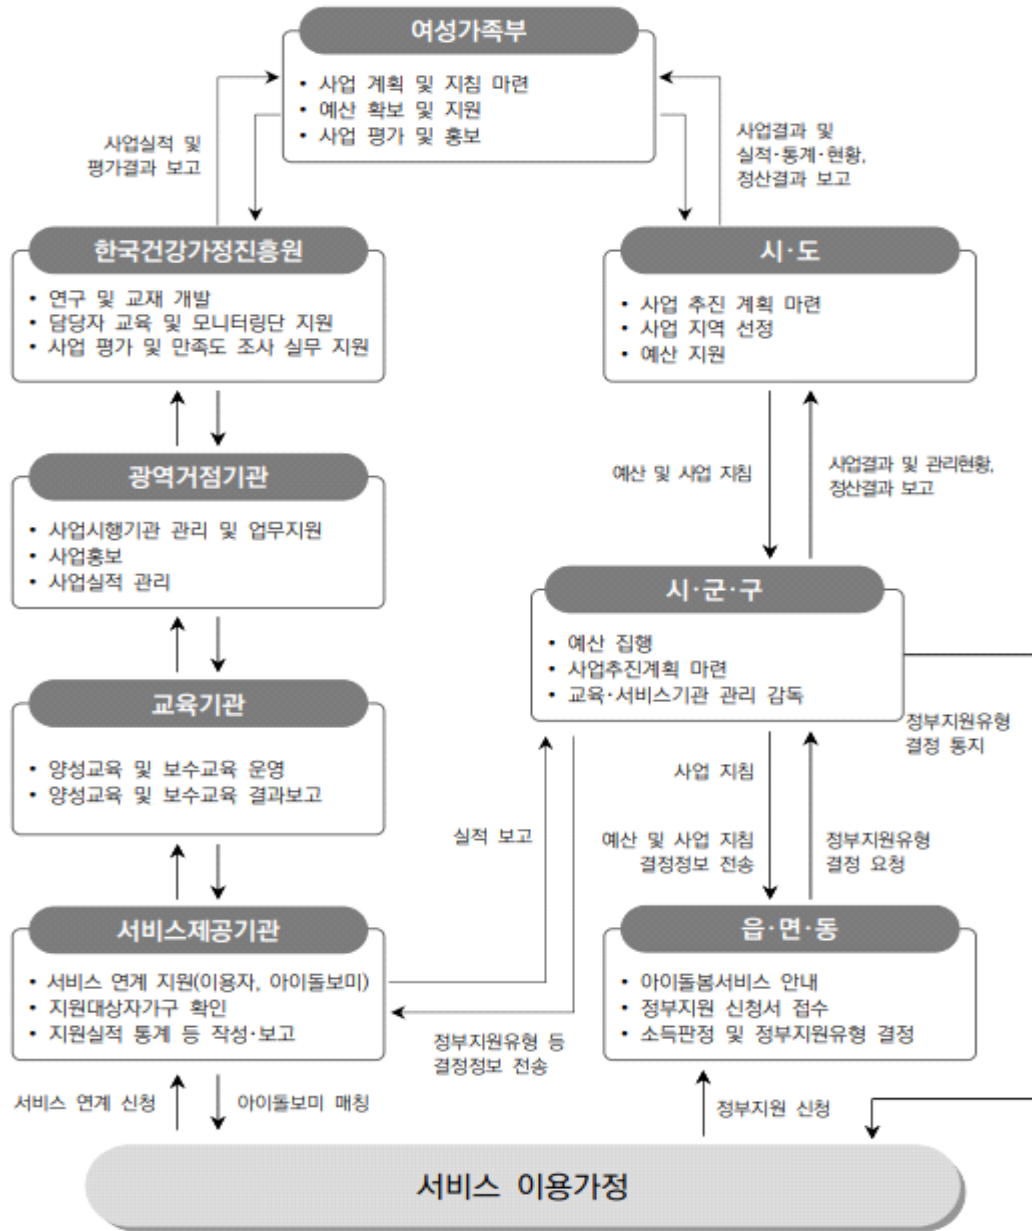 여성가족부
• 사업 계획 및 지침 마련
• 예산 확보 및 지원
• 사업 평가 및 홍보
사업실적 및
평가결과 보고
사업결과 및
실적·통계·현황,
정산결과 보고
한국건강가정진흥원
• 연구 및 교재 개발
• 담당자 교육 및 모니터링단 지원
• 사업 평가 및 만족도 조사 실무 지원
시·도
• 사업 추진 계획 마련
• 사업 지역 선정
• 예산 지원
광역거점기관
• 사업시행기관 관리 및 업무지원
• 사업홍보
• 사업실적 관리
예산 및 사업 지침
사업결과 및 관리현황,
정산결과 보고
시·군·구
• 예산 집행
• 사업추진계획 마련
• 교육·서비스기관 관리 감독
교육기관
• 양성교육 및 보수교육 운영
• 양성교육 및 보수교육 결과보고
정부지원유형
결정 통지
사업 지침
실적 보고
예산 및 사업 지침
결정정보 전송
정부지원유형
결정 요청
서비스제공기관
• 서비스 연계 지원(이용자, 아이돌보미)
• 지원대상자가구 확인
• 지원실적 통계 등 작성·보고
읍·면·동
• 아이돌봄서비스 안내
• 정부지원 신청서 접수
• 소득판정 및 정부지원유형 결정
정부지원유형 등
결정정보 전송
서비스 연계 신청
아이돌보미 매칭
정부지원 신청
서비스 이용가정